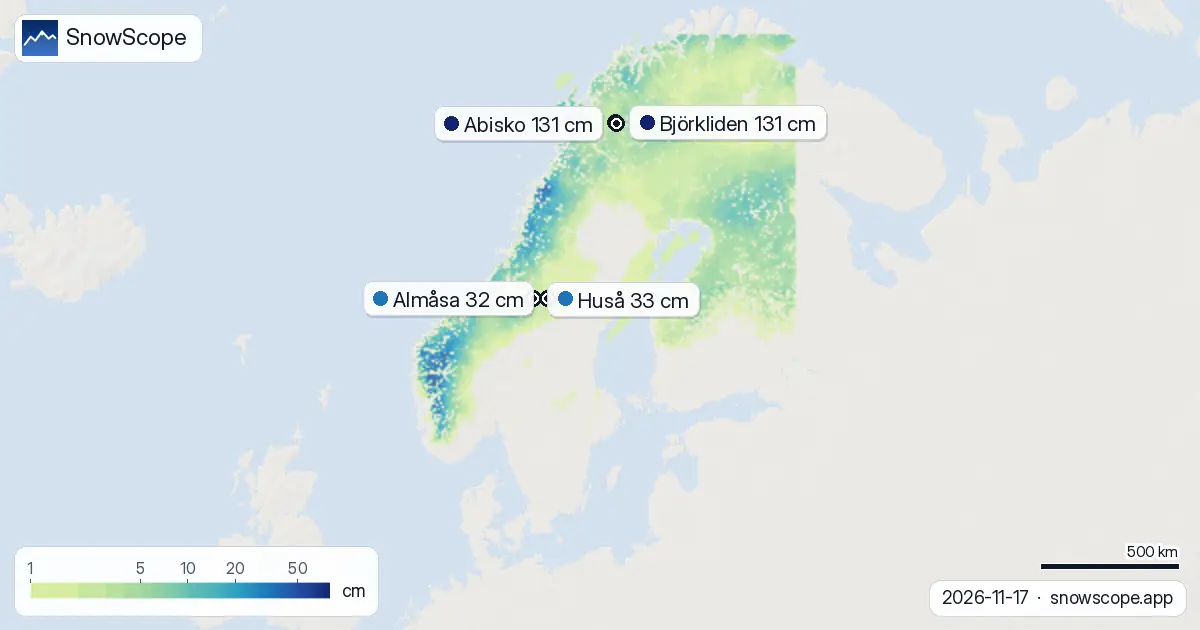 SnowScope
Abisko 131 cm
Björkliden 131 cm
Almåsa 32 cm
Huså 33 cm
1 5 10 20 50
cm
500 km
2026-11-17 · snowscope.app